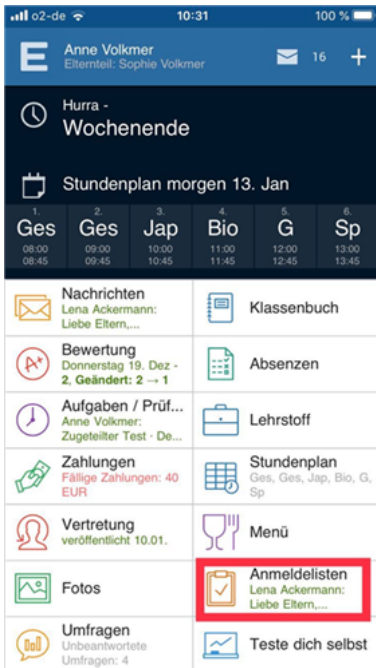 o2-de 10:31 100 %
E
Anne Volkmer
Elternteil: Sophie Volkmer
16 +
Hurra -
Wochenende
Stundenplan morgen 13. Jan
1. 2. 3. 4. 5. 6.
Ges Ges Jap Bio G Sp
08:00 09:00 10:00 11:00 12:00 13:00
08:45 09:45 10:45 11:45 12:45 13:45
Nachrichten
Lena Ackermann:
Liebe Eltern,...
Klassenbuch
A+
Bewertung
Donnerstag 19. Dez -
2, Geändert: 2 → 1
Absenzen
Aufgaben / Prüf...
Anne Volkmer:
Zugeteilter Test · De...
Lehrstoff
Zahlungen
Fällige Zahlungen: 40
EUR
Stundenplan
Ges, Ges, Jap, Bio, G,
Sp
Vertretung
veröffentlicht 10.01.
Menü
Fotos
Anmeldelisten
Lena Ackermann:
Liebe Eltern,...
Umfragen
Unbeantwortete
Umfragen: 4
Teste dich selbst